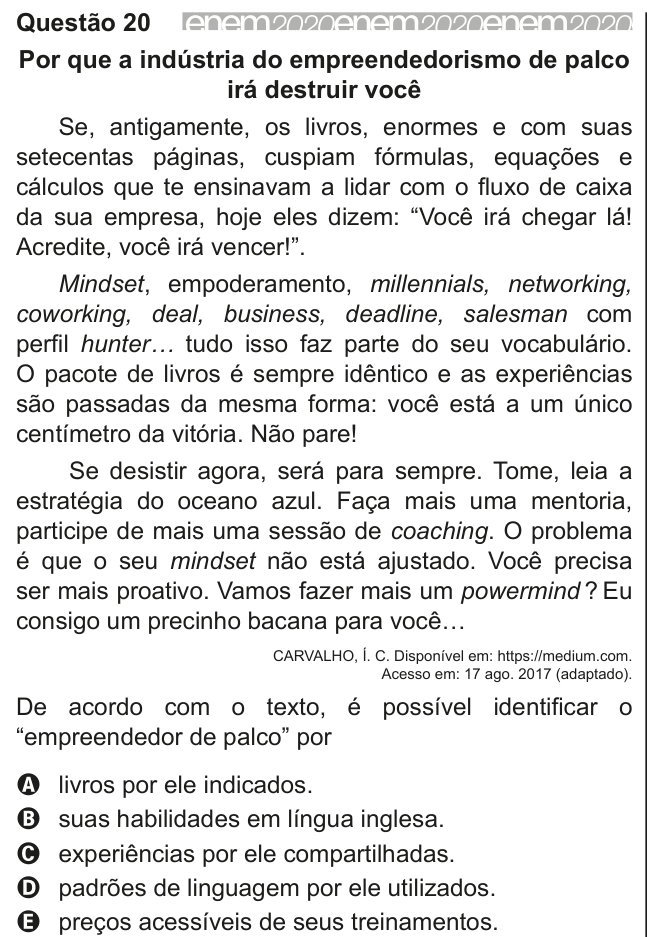 Questão 20 enem2020enem2020enem2020
Por que a indústria do empreendedorismo de palco
irá destruir você
Se, antigamente, os livros, enormes e com suas
setecentas páginas, cuspiam fórmulas, equações e
cálculos que te ensinavam a lidar com o fluxo de caixa
da sua empresa, hoje eles dizem: “Você irá chegar lá!
Acredite, você irá vencer!”.
Mindset, empoderamento, millennials, networking,
coworking, deal, business, deadline, salesman com
perfil hunter… tudo isso faz parte do seu vocabulário.
O pacote de livros é sempre idêntico e as experiências
são passadas da mesma forma: você está a um único
centímetro da vitória. Não pare!
Se desistir agora, será para sempre. Tome, leia a
estratégia do oceano azul. Faça mais uma mentoria,
participe de mais uma sessão de coaching. O problema
é que o seu mindset não está ajustado. Você precisa
ser mais proativo. Vamos fazer mais um powermind? Eu
consigo um precinho bacana para você…
CARVALHO, Í. C. Disponível em: https://medium.com.
Acesso em: 17 ago. 2017 (adaptado).
De acordo com o texto, é possível identificar o
“empreendedor de palco” por
A livros por ele indicados.
B suas habilidades em língua inglesa.
C experiências por ele compartilhadas.
D padrões de linguagem por ele utilizados.
E preços acessíveis de seus treinamentos.